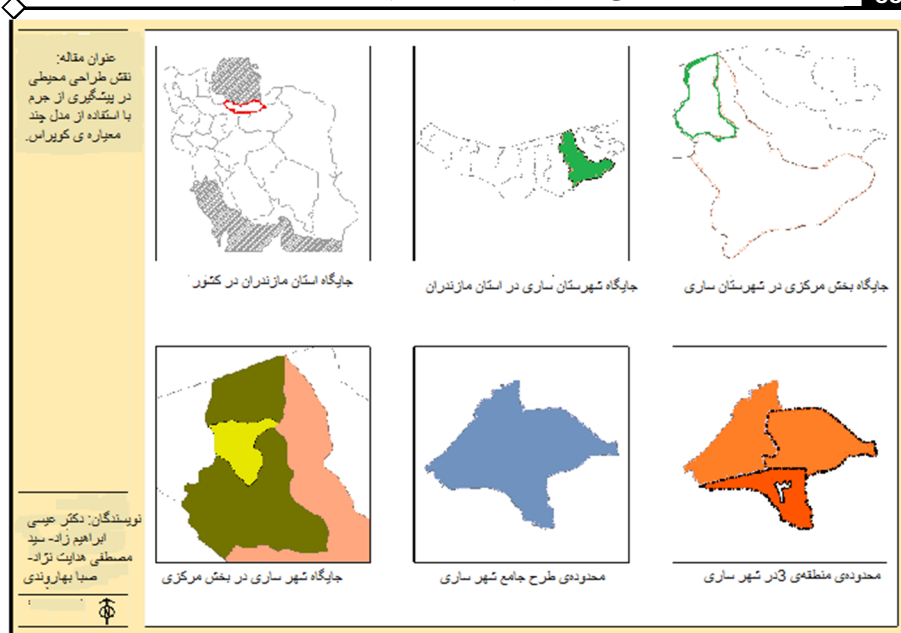 عنوان مقاله:
نقش طراحی محیطی
در پیشگیری از جرم
با استفاده از مدل چند
معیاره ی کوپراس.
جایگاه بخش مرکزی در شهرستان ساری
جایگاه شهرستان ساری در استان مازندران
جایگاه استان مازندران در کشور
محدوده‌ی منطقه‌ی 3در شهر ساری
۳
محدوده‌ی طرح جامع شهر ساری
جایگاه شهر ساری در بخش مرکزی
نویسندگان: دکتر عیسی
ابراهیم زاد- سید
مصطفی هدایت نژاد-
صبا بهاروندی